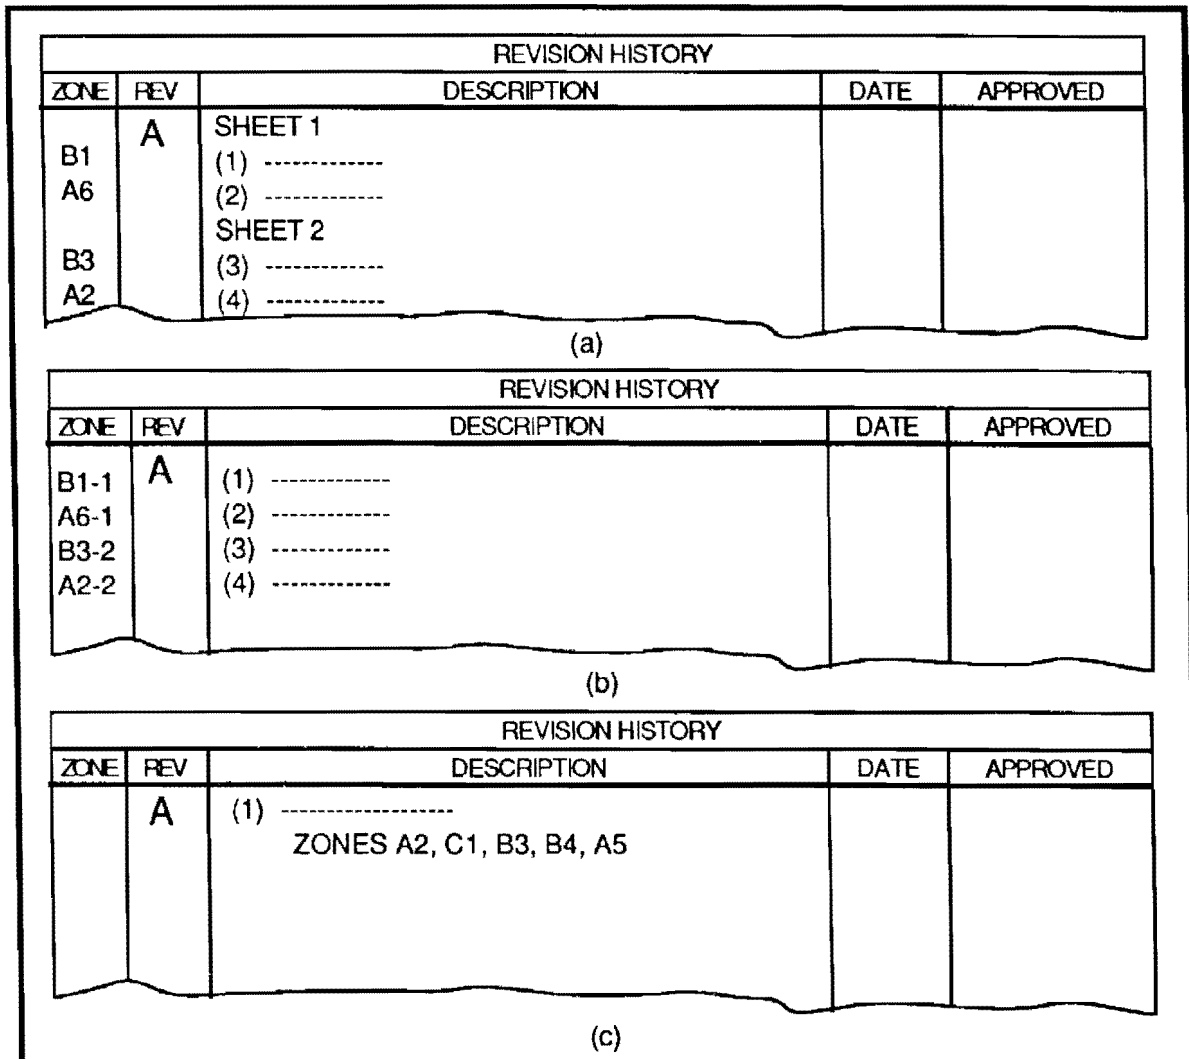 REVISION HISTORY
ZONE REV DESCRIPTION DATE APPROVED
A SHEET 1
B1 (1) ------------
A6 (2) ------------
SHEET 2
B3 (3) ------------
A2 (4) ------------
(a)
REVISION HISTORY
ZONE REV DESCRIPTION DATE APPROVED
B1-1 A (1) ------------
A6-1 (2) ------------
B3-2 (3) ------------
A2-2 (4) ------------
(b)
REVISION HISTORY
ZONE REV DESCRIPTION DATE APPROVED
A (1) ------------------
ZONES A2, C1, B3, B4, A5
(c)